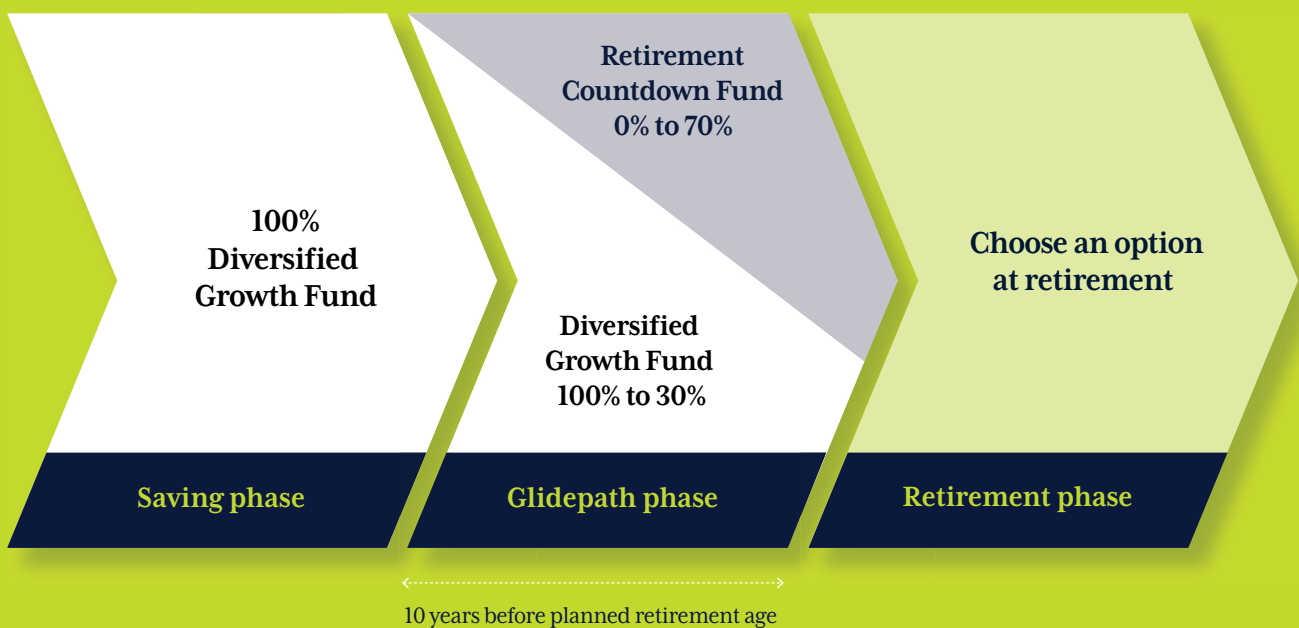 100%
Diversified
Growth Fund
Saving phase
Retirement
Countdown Fund
0% to 70%
Diversified
Growth Fund
100% to 30%
Glidepath phase
Choose an option
at retirement
Retirement phase
10 years before planned retirement age